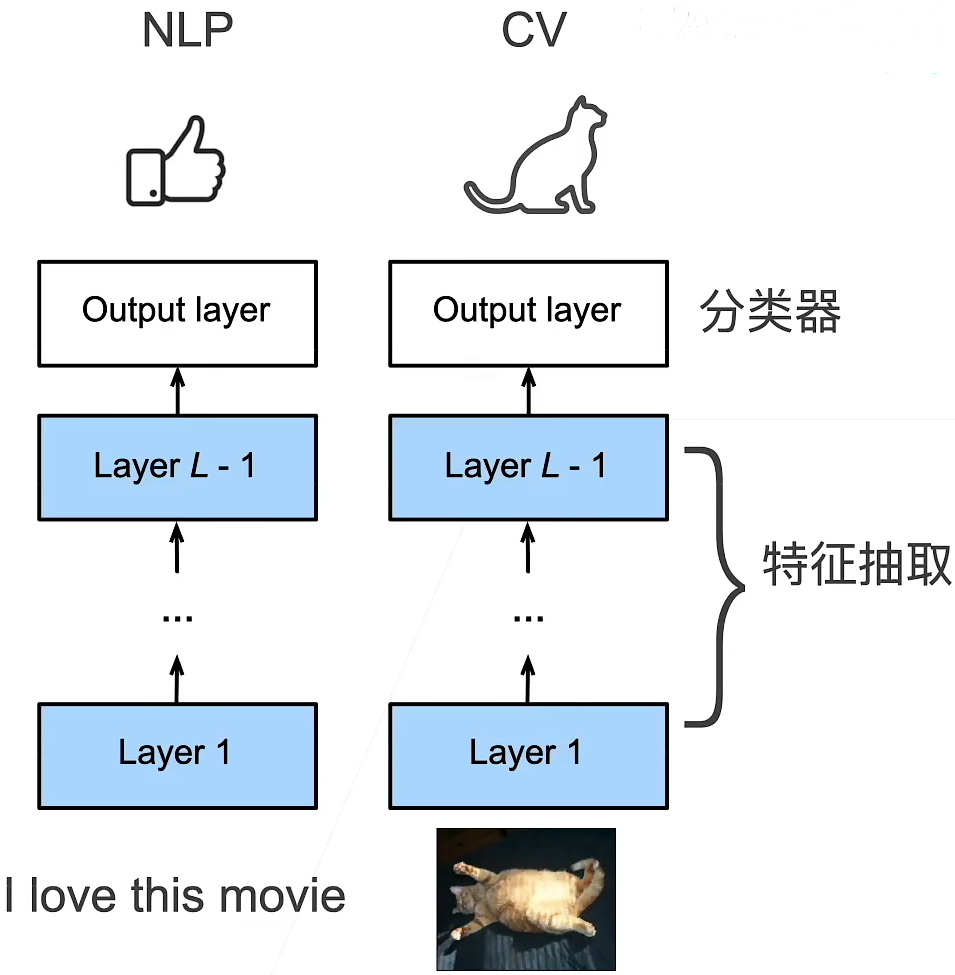 NLP
CV
Output layer
Output layer
分类器
Layer L - 1
Layer L - 1
特征抽取
...
...
Layer 1
Layer 1
I love this movie